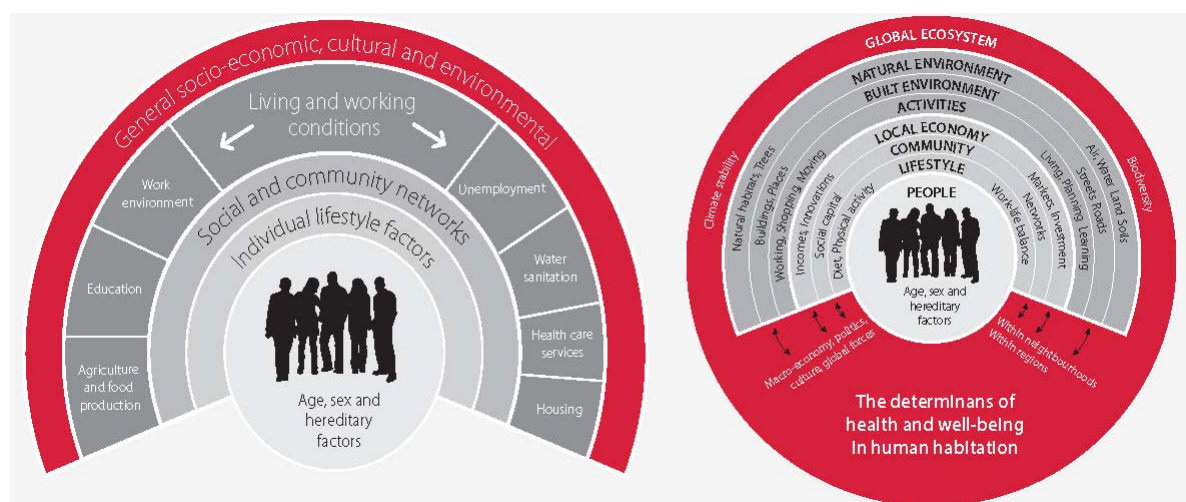 General socio-economic, cultural and environmental
Living and working
conditions
Work
environment
Unemployment
Social and community networks
Individual lifestyle factors
Education
Water
sanitation
Agriculture
and food
production
Health care
services
Housing
Age, sex and
hereditary
factors
GLOBAL ECOSYSTEM
NATURAL ENVIRONMENT
BUILT ENVIRONMENT
ACTIVITIES
LOCAL ECONOMY
COMMUNITY
LIFESTYLE
PEOPLE
Climate stability
Natural habitats, Trees
Buildings, Places
Working, Shopping, Moving
Incomes, Innovations
Social capital
Diet, Physical activity
Work-life balance
Networks
Markets, Investment
Living, Planning, Learning
Streets Roads
Air, Water Land Soils
Biodiversity
Age, sex and
hereditary
factors
Macro-economy, politics,
culture, global forces
Within neighbourhoods
Within regions
The determinans of
health and well-being
in human habitation